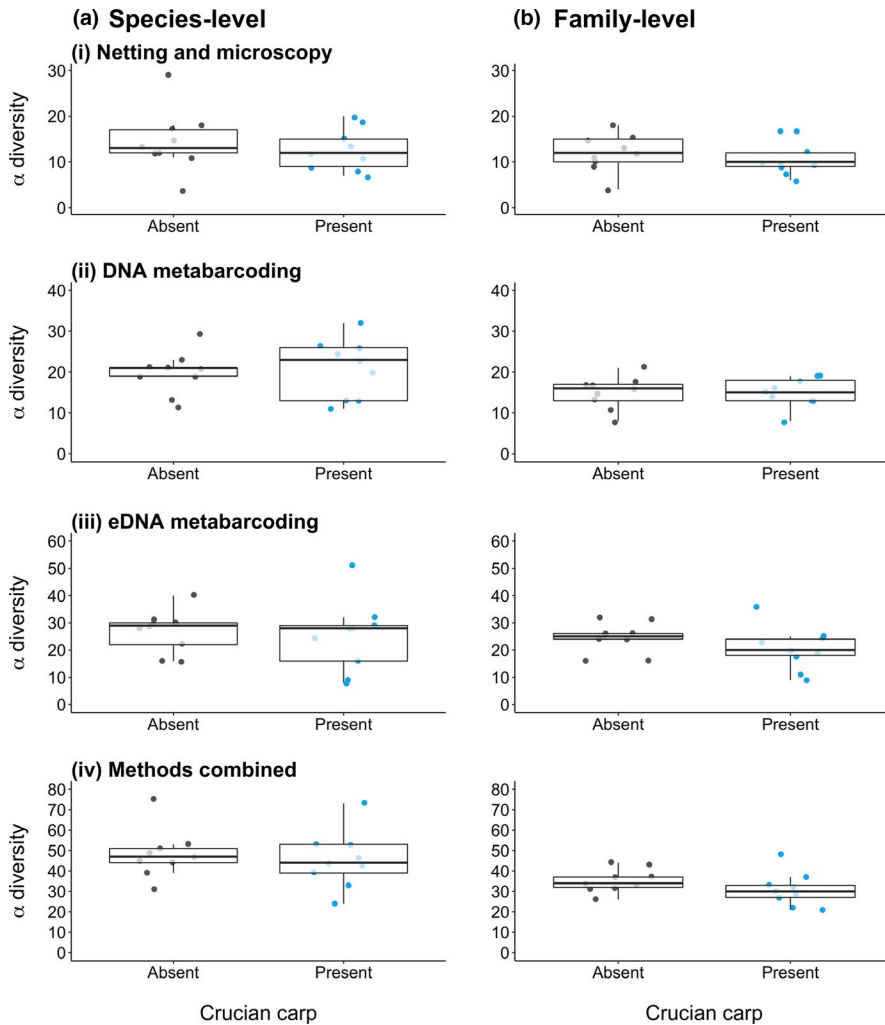 (a) Species-level
(b) Family-level
(i) Netting and microscopy
α diversity
30
20
10
0
Absent
Present
30
20
10
0
Absent
Present
(ii) DNA metabarcoding
α diversity
40
30
20
10
0
Absent
Present
40
30
20
10
0
Absent
Present
(iii) eDNA metabarcoding
α diversity
60
50
40
30
20
10
0
Absent
Present
60
50
40
30
20
10
0
Absent
Present
(iv) Methods combined
α diversity
80
70
60
50
40
30
20
10
0
Absent
Present
80
70
60
50
40
30
20
10
0
Absent
Present
Crucian carp
Crucian carp